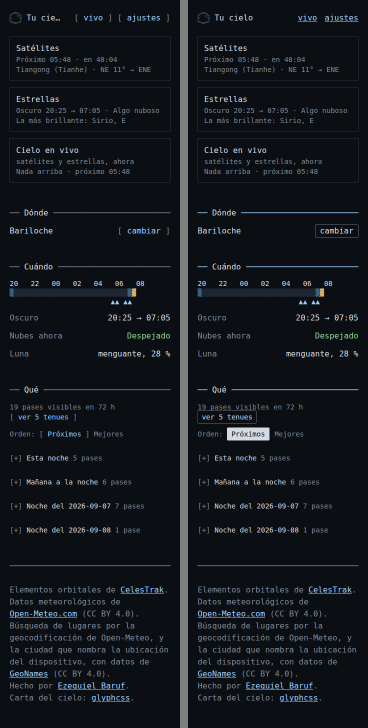 Tu cie… [ vivo ] [ ajustes ]
Satélites
Próximo 05:48 · en 48:04
Tiangong (Tianhe) · NE 11° → ENE
Estrellas
Oscuro 20:25 → 07:05 · Algo nuboso
La más brillante: Sirio, E
Cielo en vivo
satélites y estrellas, ahora
Nada arriba · próximo 05:48
Dónde
Bariloche [ cambiar ]
Cuándo
20 22 00 02 04 06 08
Oscuro 20:25 → 07:05
Nubes ahora Despejado
Luna menguante, 28 %
Qué
19 pases visibles en 72 h
[ ver 5 tenues ]
Orden: [ Próximos ] Mejores
[+] Esta noche 5 pases
[+] Mañana a la noche 6 pases
[+] Noche del 2026-09-07 7 pases
[+] Noche del 2026-09-08 1 pase
Elementos orbitales de CelesTrak.
Datos meteorológicos de
Open-Meteo.com (CC BY 4.0).
Búsqueda de lugares por la
geocodificación de Open-Meteo, y
la ciudad que nombra la ubicación
del dispositivo, con datos de
GeoNames (CC BY 4.0).
Hecho por Ezequiel Baruf.
Carta del cielo: glyphcss.
Tu cielo vivo ajustes
Satélites
Próximo 05:48 · en 48:04
Tiangong (Tianhe) · NE 11° → ENE
Estrellas
Oscuro 20:25 → 07:05 · Algo nuboso
La más brillante: Sirio, E
Cielo en vivo
satélites y estrellas, ahora
Nada arriba · próximo 05:48
Dónde
Bariloche cambiar
Cuándo
20 22 00 02 04 06 08
Oscuro 20:25 → 07:05
Nubes ahora Despejado
Luna menguante, 28 %
Qué
19 pases visibles en 72 h
ver 5 tenues
Orden: Próximos Mejores
[+] Esta noche 5 pases
[+] Mañana a la noche 6 pases
[+] Noche del 2026-09-07 7 pases
[+] Noche del 2026-09-08 1 pase
Elementos orbitales de CelesTrak.
Datos meteorológicos de
Open-Meteo.com (CC BY 4.0).
Búsqueda de lugares por la
geocodificación de Open-Meteo, y
la ciudad que nombra la ubicación
del dispositivo, con datos de
GeoNames (CC BY 4.0).
Hecho por Ezequiel Baruf.
Carta del cielo: glyphcss.